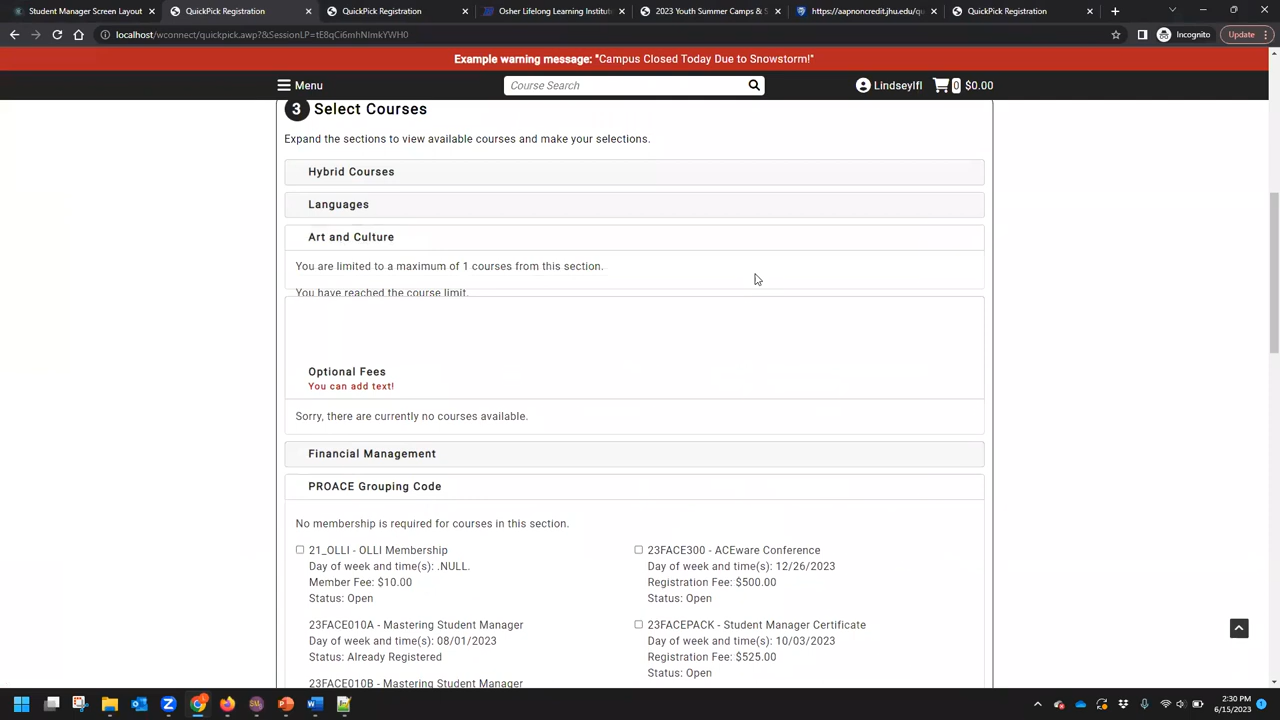 Student Manager Screen Layout
QuickPick Registration
QuickPick Registration
Osher Lifelong Learning Institut
2023 Youth Summer Camps & S
https://aapnoncredit.jhu.edu/qu
QuickPick Registration
localhost/wconnect/quickpick.awp?&SessionLP=tE8qCi6mhNImkYWH0
Incognito
Update
Example warning message: "Campus Closed Today Due to Snowstorm!"
Menu
Course Search
LindseyIfl
0
$0.00
3 Select Courses
Expand the sections to view available courses and make your selections.
Hybrid Courses
Languages
Art and Culture
You are limited to a maximum of 1 courses from this section.
You have reached the course limit.
Optional Fees
You can add text!
Sorry, there are currently no courses available.
Financial Management
PROACE Grouping Code
No membership is required for courses in this section.
21_OLLI - OLLI Membership
Day of week and time(s): .NULL.
Member Fee: $10.00
Status: Open
23FACE300 - ACEware Conference
Day of week and time(s): 12/26/2023
Registration Fee: $500.00
Status: Open
23FACE010A - Mastering Student Manager
Day of week and time(s): 08/01/2023
Status: Already Registered
23FACEPACK - Student Manager Certificate
Day of week and time(s): 10/03/2023
Registration Fee: $525.00
Status: Open
23FACE010B - Mastering Student Manager
2:30 PM
6/15/2023